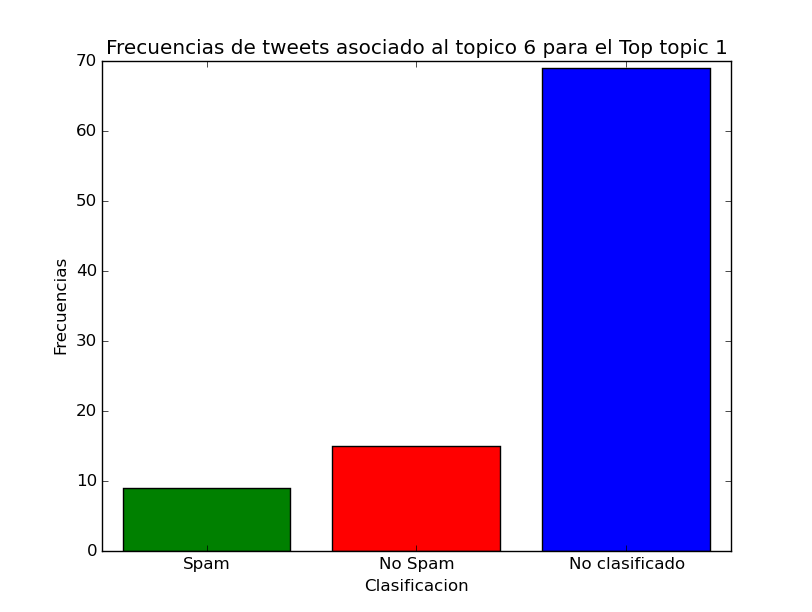 Frecuencias de tweets asociado al topico 6 para el Top topic 1
70
60
50
40
30
20
10
0
Frecuencias
Spam
No Spam
No clasificado
Clasificacion